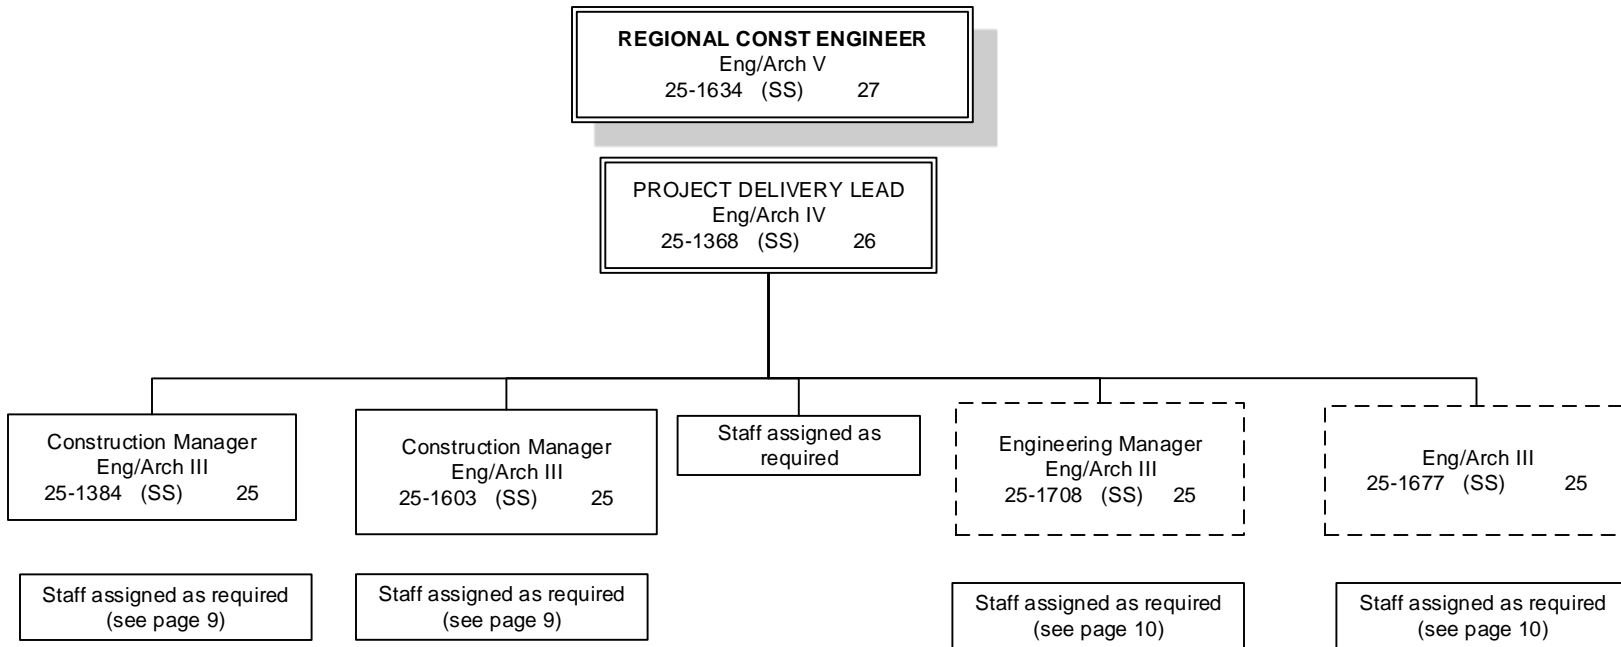 REGIONAL CONST ENGINEER
Eng/Arch V
25-1634 (SS) 27
PROJECT DELIVERY LEAD
Eng/Arch IV
25-1368 (SS) 26
Construction Manager
Eng/Arch III
25-1384 (SS) 25
Construction Manager
Eng/Arch III
25-1603 (SS) 25
Staff assigned as
required
Engineering Manager
Eng/Arch III
25-1708 (SS) 25
Eng/Arch III
25-1677 (SS) 25
Staff assigned as required
(see page 9)
Staff assigned as required
(see page 9)
Staff assigned as required
(see page 10)
Staff assigned as required
(see page 10)